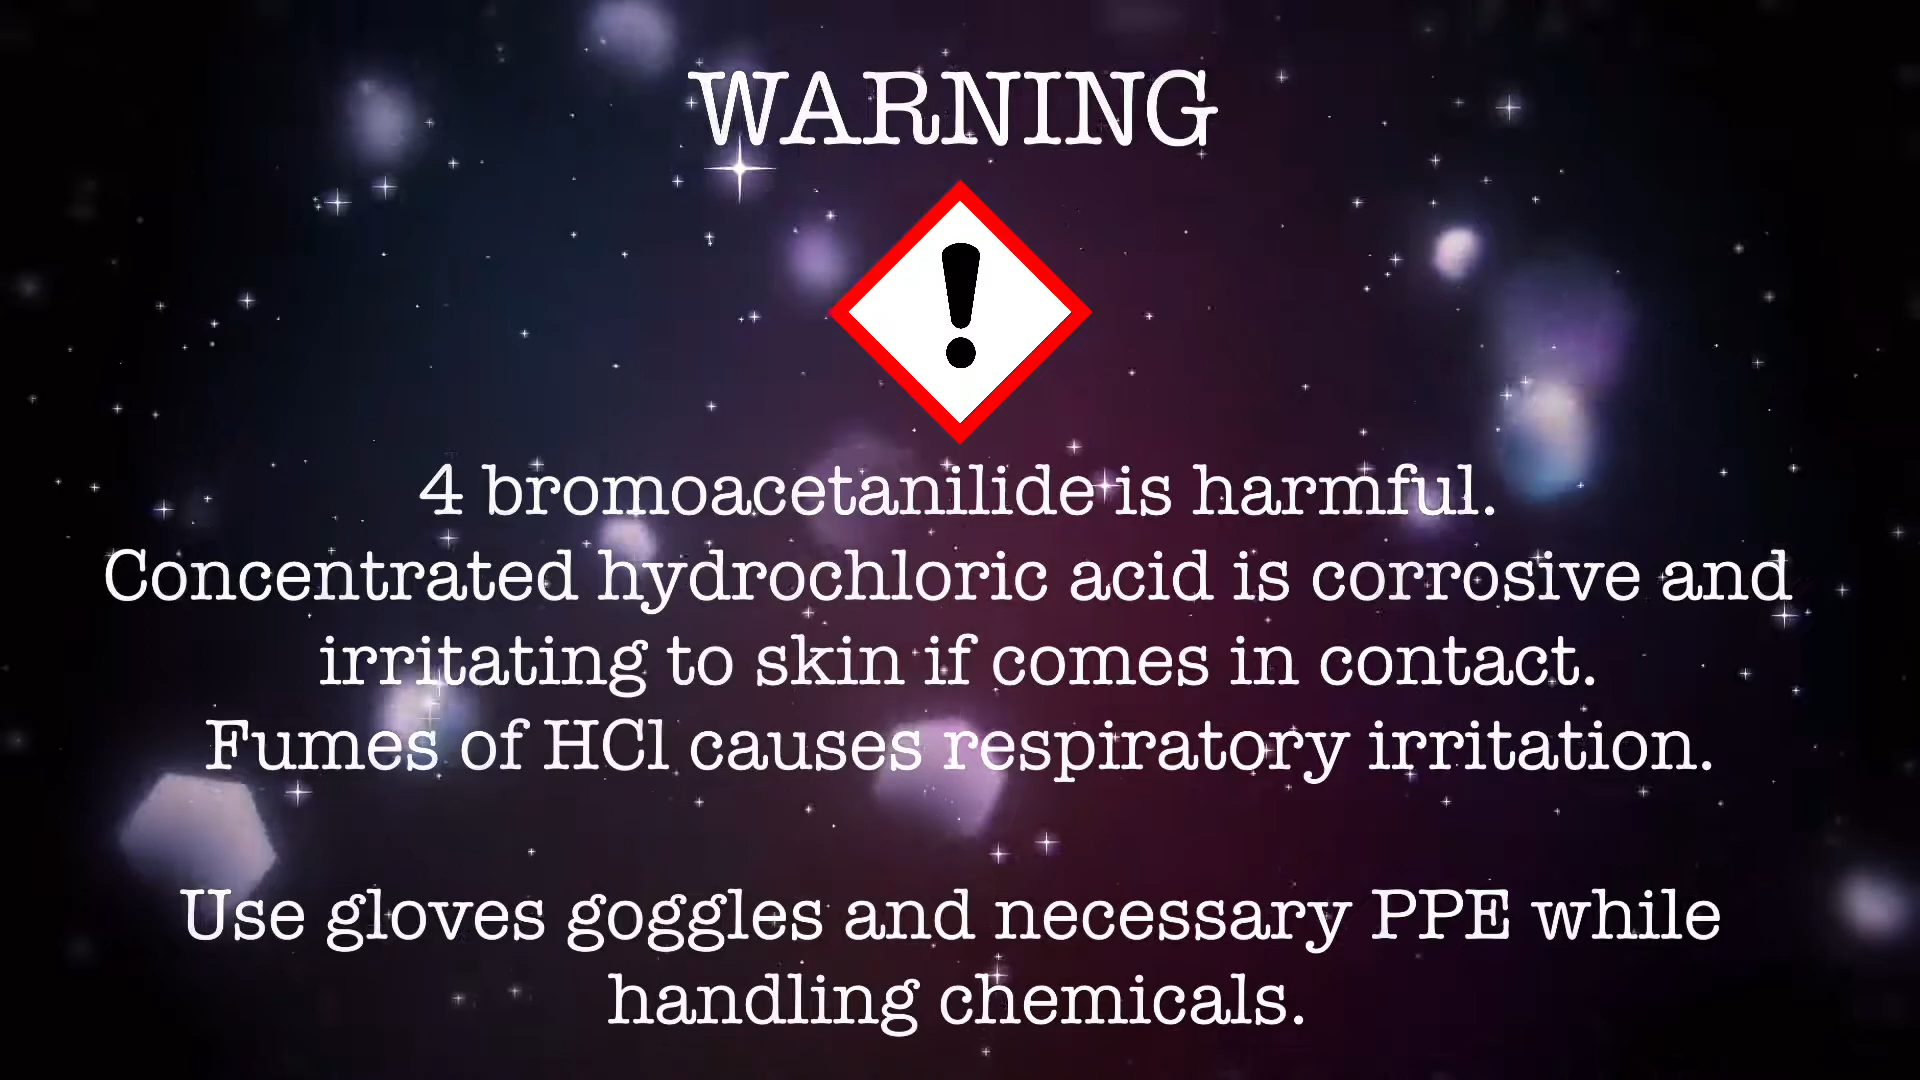 WARNING
4 bromoacetanilide is harmful.
Concentrated hydrochloric acid is corrosive and
irritating to skin if comes in contact.
Fumes of HCl causes respiratory irritation.
Use gloves goggles and necessary PPE while
handling chemicals.